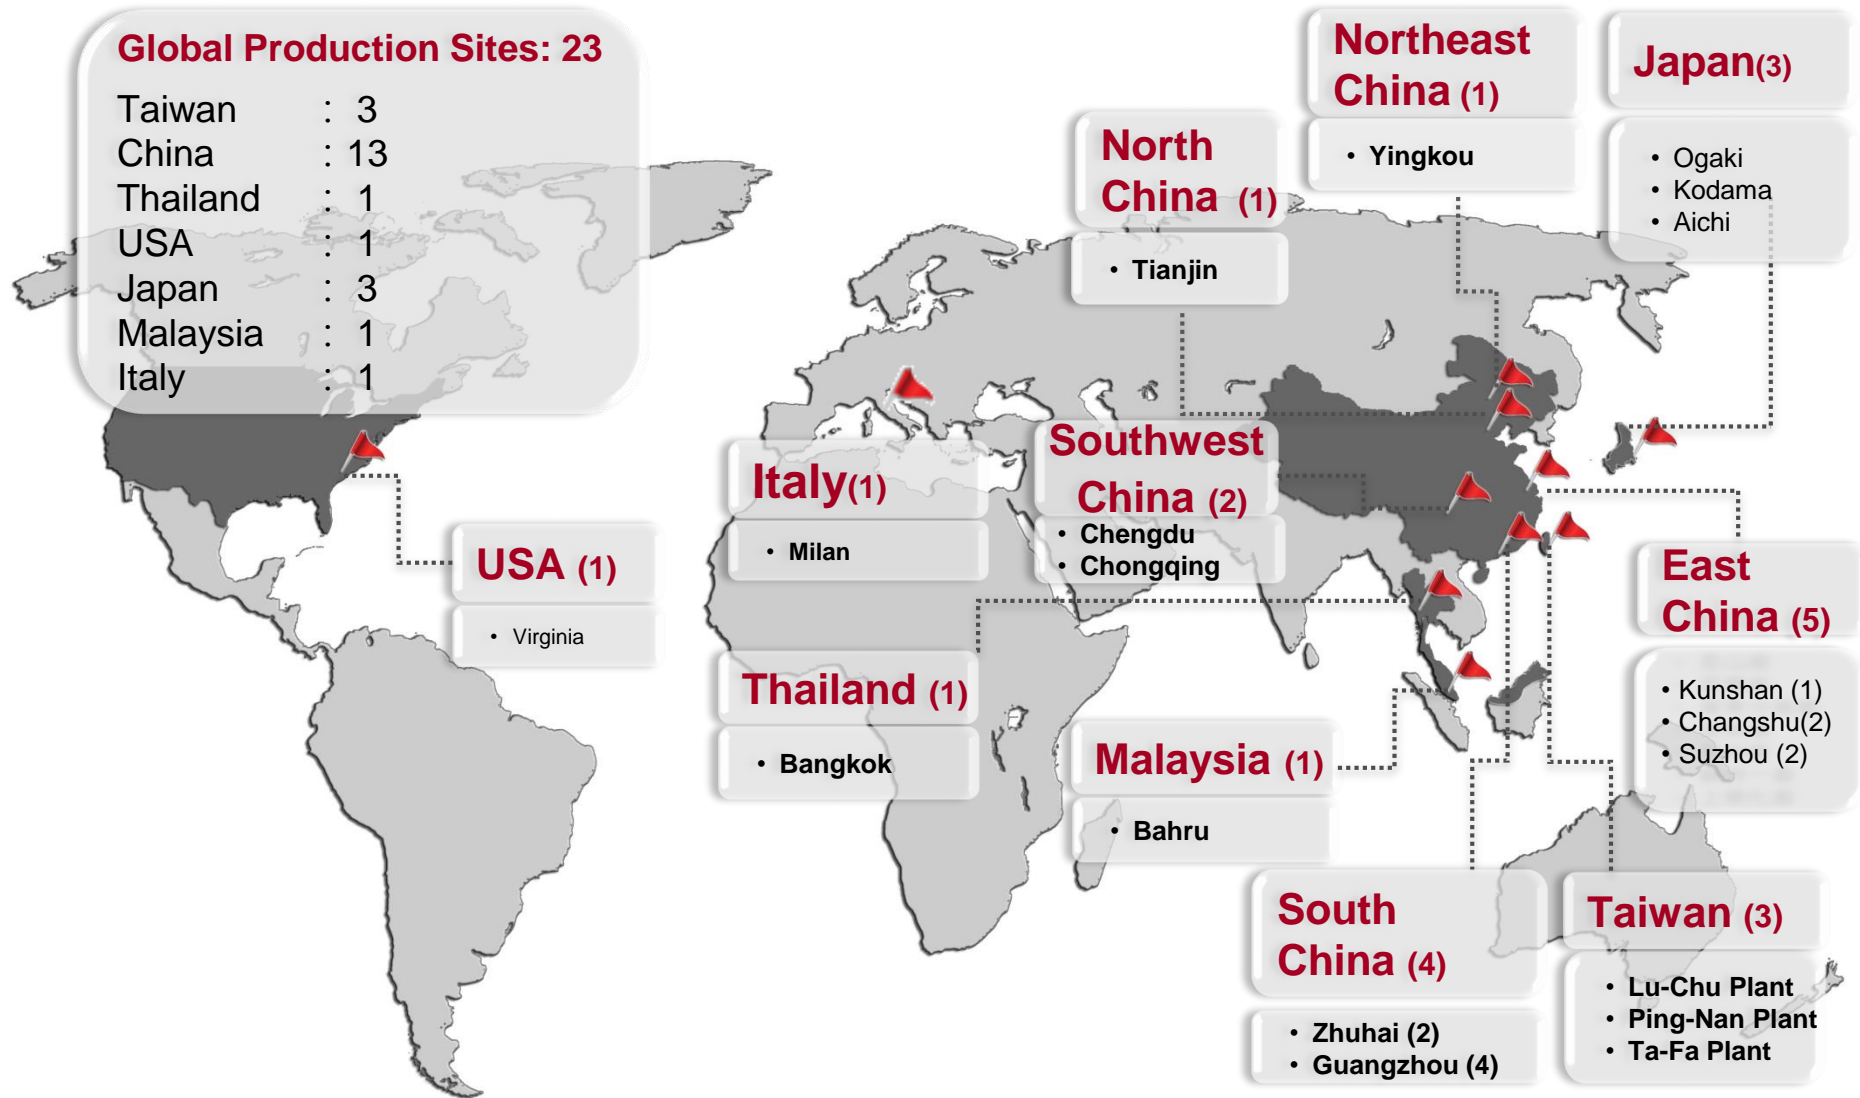 Global Production Sites: 23
Taiwan : 3
China : 13
Thailand : 1
USA : 1
Japan : 3
Malaysia : 1
Italy : 1
Northeast
China (1)
• Yingkou
Japan(3)
• Ogaki
• Kodama
• Aichi
North
China (1)
• Tianjin
Italy(1)
• Milan
Southwest
China (2)
• Chengdu
• Chongqing
USA (1)
• Virginia
East
China (5)
• Kunshan (1)
• Changshu(2)
• Suzhou (2)
Thailand (1)
• Bangkok
Malaysia (1)
• Bahru
South
China (4)
• Zhuhai (2)
• Guangzhou (4)
Taiwan (3)
• Lu-Chu Plant
• Ping-Nan Plant
• Ta-Fa Plant